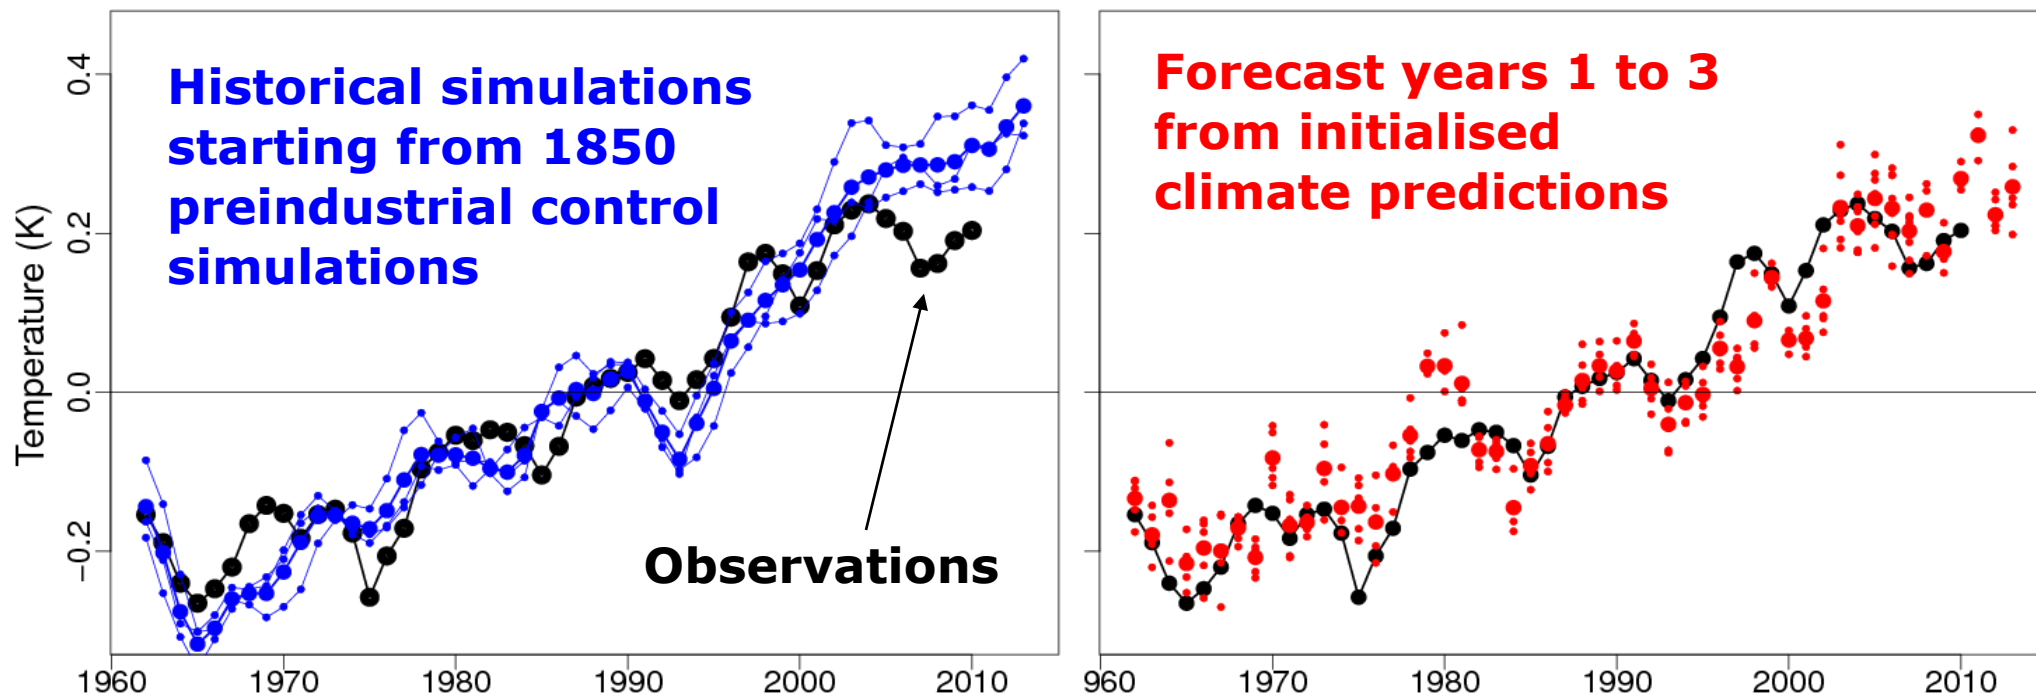 Historical simulations
starting from 1850
preindustrial control
simulations
Observations
Temperature (K)
0.4
0.2
0.0
−0.2
1960 1970 1980 1990 2000 2010
Forecast years 1 to 3
from initialised
climate predictions
960 1970 1980 1990 2000 2010